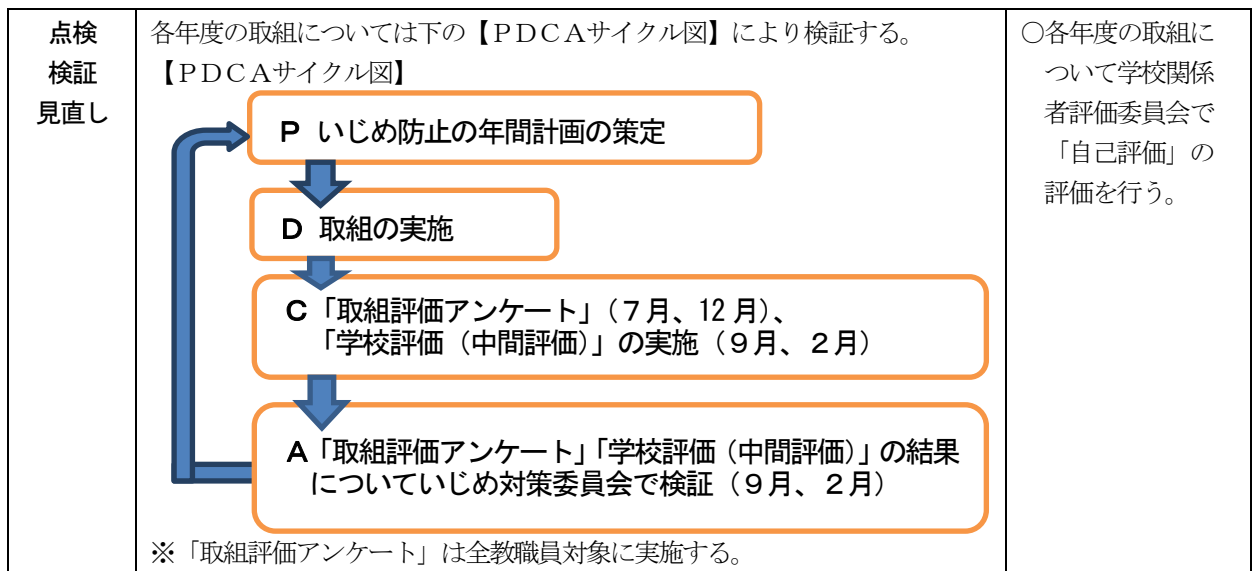 点検
検証
見直し
各年度の取組については下の【ＰＤＣＡサイクル図】により検証する。
【ＰＤＣＡサイクル図】
Ｐ いじめ防止の年間計画の策定
Ｄ 取組の実施
Ｃ「取組評価アンケート」（７月、12 月）、
「学校評価（中間評価）」の実施（９月、２月）
Ａ「取組評価アンケート」「学校評価（中間評価）」の結果
についていじめ対策委員会で検証（９月、２月）
※「取組評価アンケート」は全教職員対象に実施する。
○各年度の取組に
ついて学校関係
者評価委員会で
「自己評価」の
評価を行う。